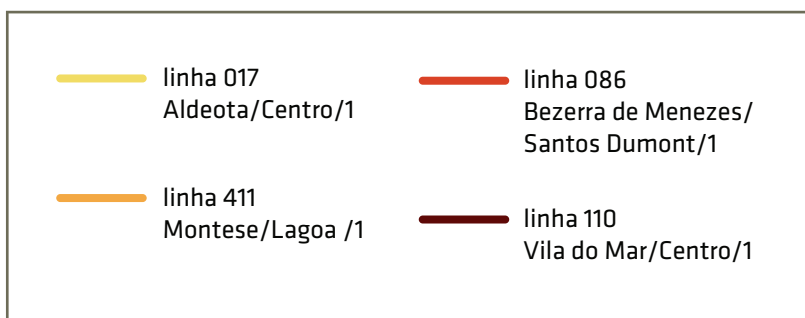 linha 017
Aldeota/Centro/1
linha 411
Montese/Lagoa /1
linha 086
Bezerra de Menezes/
Santos Dumont/1
linha 110
Vila do Mar/Centro/1